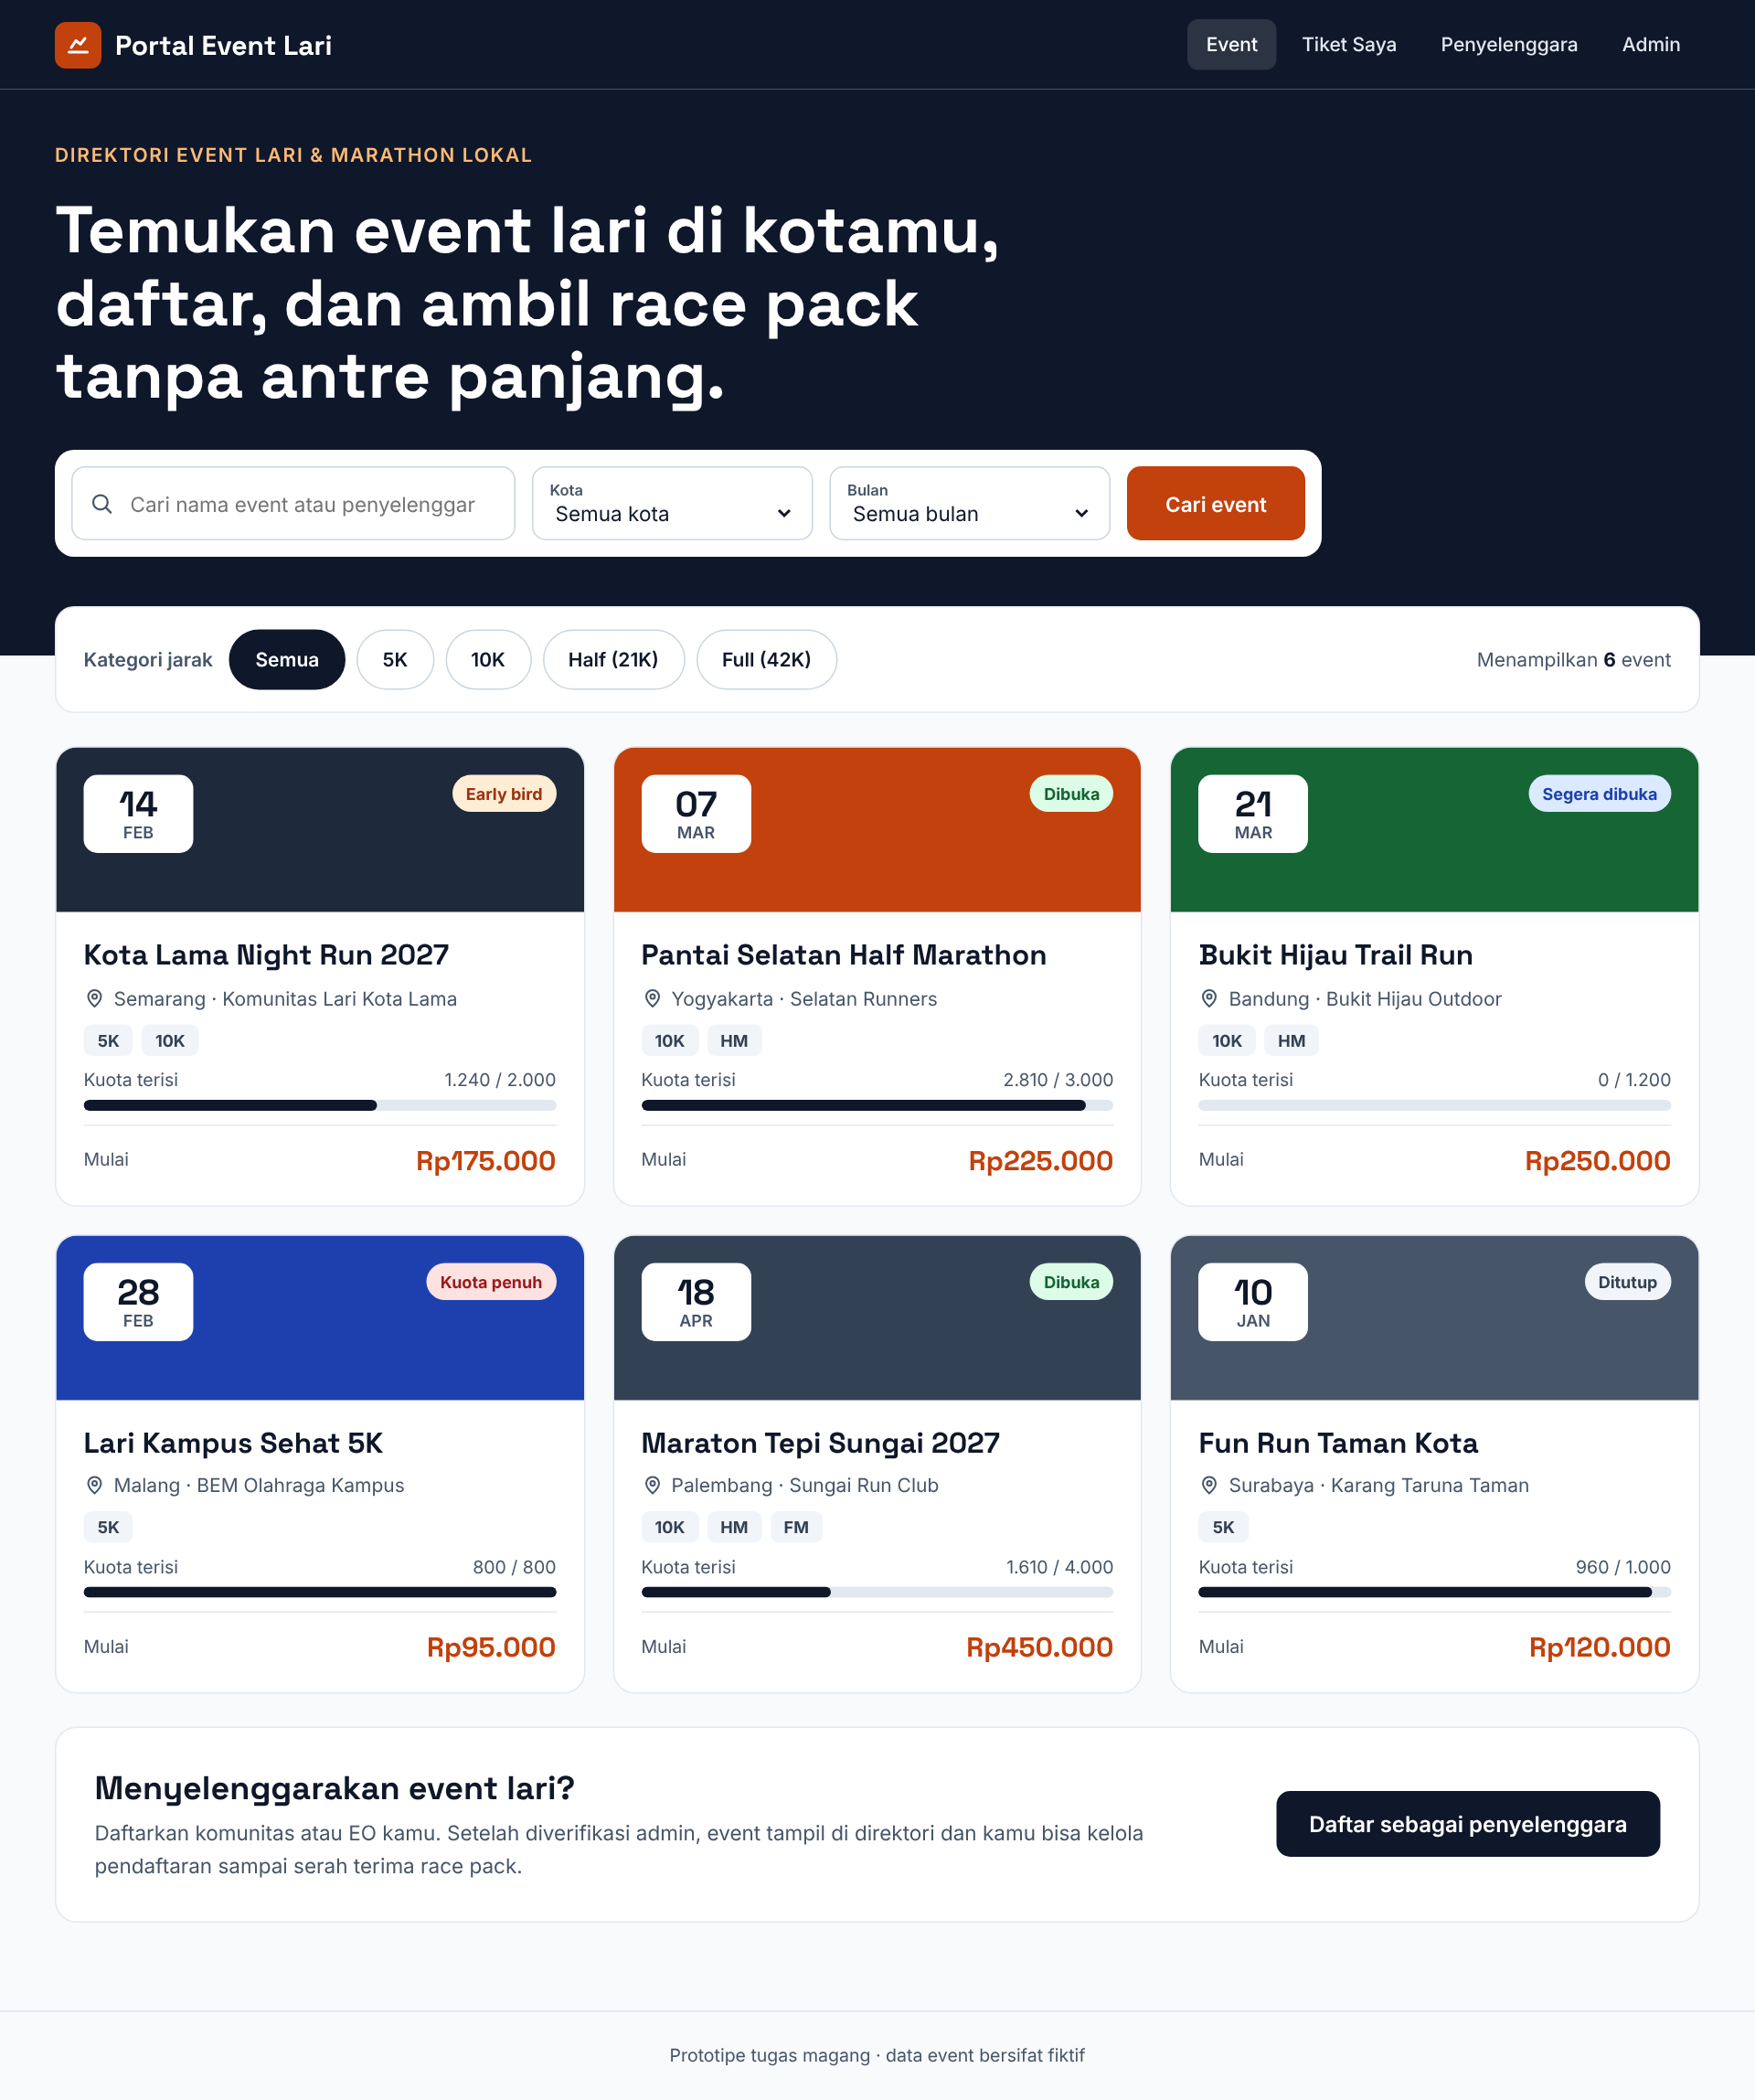 Portal Event Lari
Event
Tiket Saya
Penyelenggara
Admin
DIREKTORI EVENT LARI & MARATHON LOKAL
Temukan event lari di kotamu,
daftar, dan ambil race pack
tanpa antre panjang.
Cari nama event atau penyelenggar
Kota
Semua kota
Bulan
Semua bulan
Cari event
Kategori jarak
Semua
5K
10K
Half (21K)
Full (42K)
Menampilkan 6 event
14
FEB
Early bird
Kota Lama Night Run 2027
Semarang · Komunitas Lari Kota Lama
5K 10K
Kuota terisi 1.240 / 2.000
Mulai Rp175.000
07
MAR
Dibuka
Pantai Selatan Half Marathon
Yogyakarta · Selatan Runners
10K HM
Kuota terisi 2.810 / 3.000
Mulai Rp225.000
21
MAR
Segera dibuka
Bukit Hijau Trail Run
Bandung · Bukit Hijau Outdoor
10K HM
Kuota terisi 0 / 1.200
Mulai Rp250.000
28
FEB
Kuota penuh
Lari Kampus Sehat 5K
Malang · BEM Olahraga Kampus
5K
Kuota terisi 800 / 800
Mulai Rp95.000
18
APR
Dibuka
Maraton Tepi Sungai 2027
Palembang · Sungai Run Club
10K HM FM
Kuota terisi 1.610 / 4.000
Mulai Rp450.000
10
JAN
Ditutup
Fun Run Taman Kota
Surabaya · Karang Taruna Taman
5K
Kuota terisi 960 / 1.000
Mulai Rp120.000
Menyelenggarakan event lari?
Daftarkan komunitas atau EO kamu. Setelah diverifikasi admin, event tampil di direktori dan kamu bisa kelola
pendaftaran sampai serah terima race pack.
Daftar sebagai penyelenggara
Prototipe tugas magang · data event bersifat fiktif